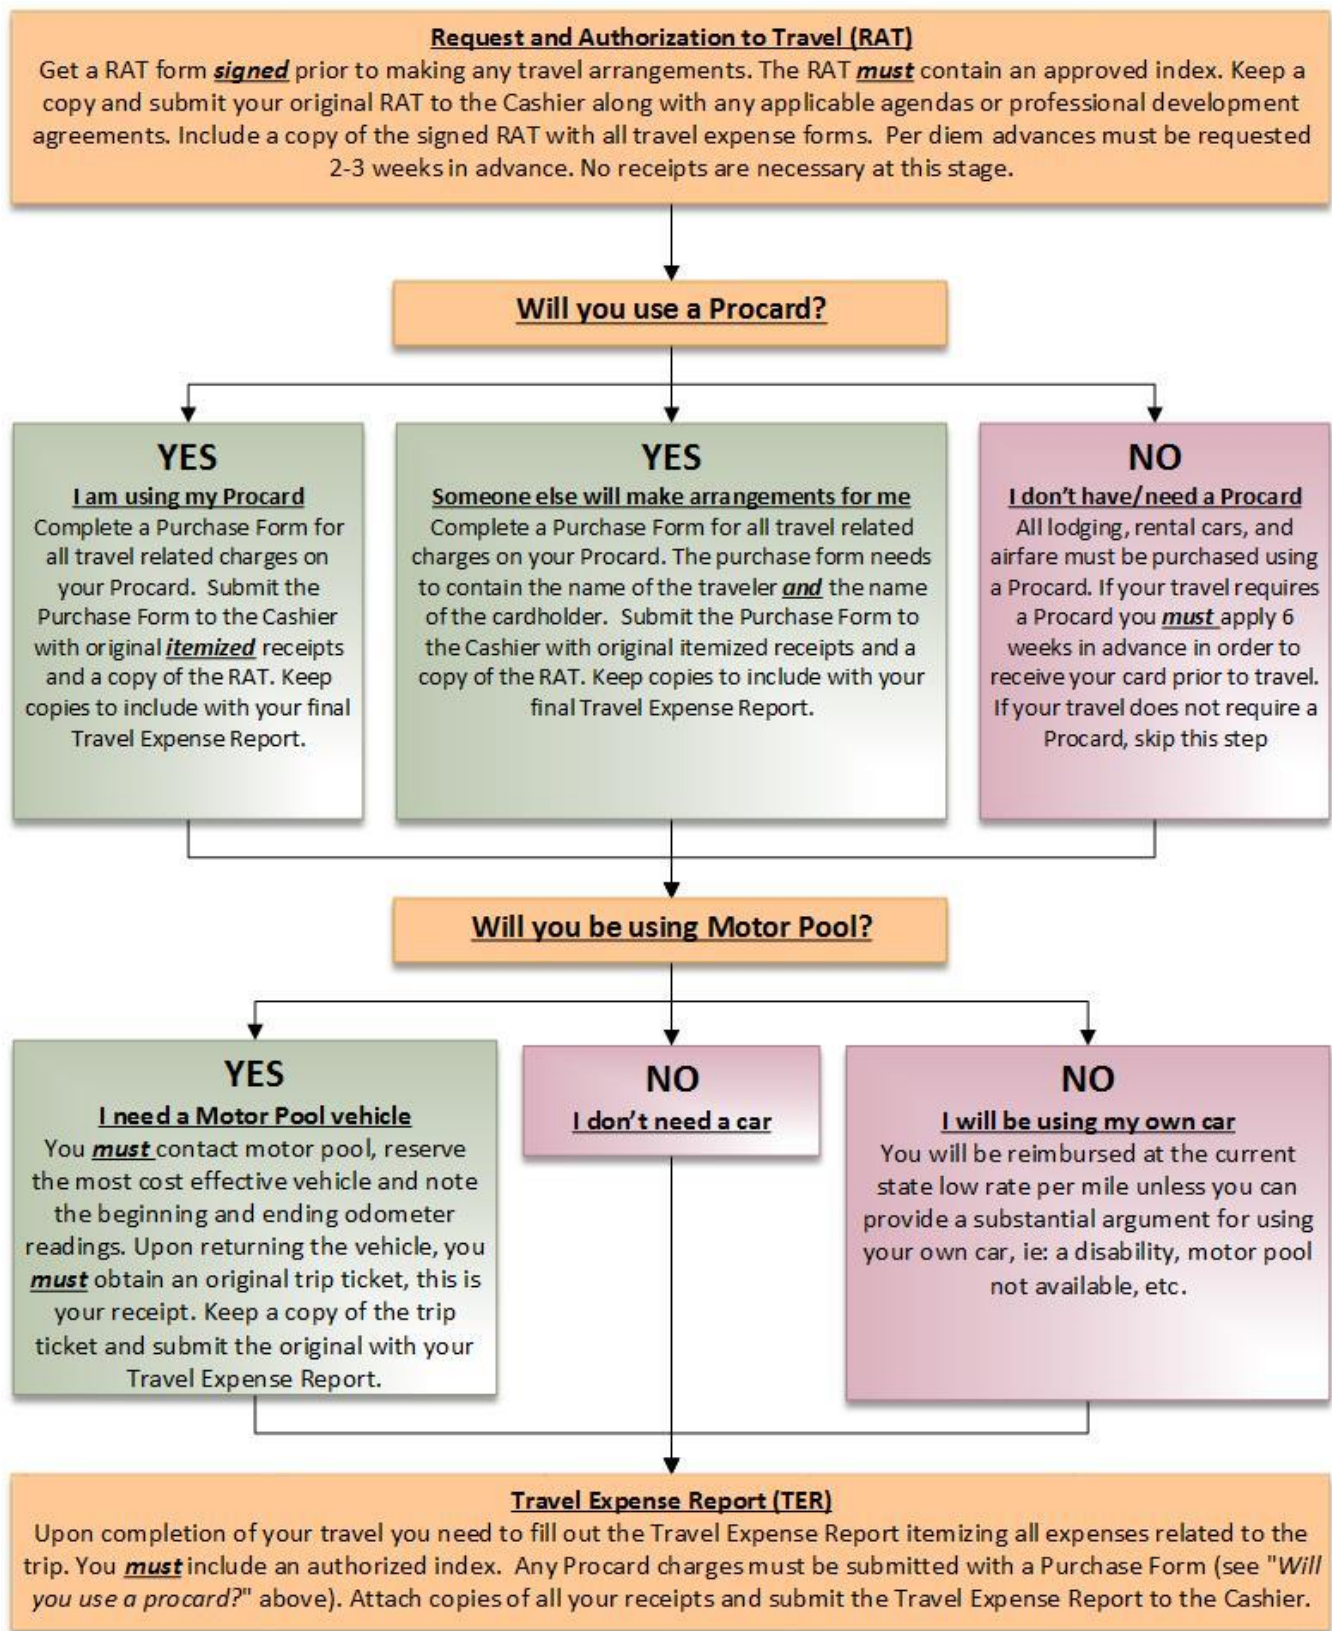 Request and Authorization to Travel (RAT)
Get a RAT form signed prior to making any travel arrangements. The RAT must contain an approved index. Keep a
copy and submit your original RAT to the Cashier along with any applicable agendas or professional development
agreements. Include a copy of the signed RAT with all travel expense forms. Per diem advances must be requested
2-3 weeks in advance. No receipts are necessary at this stage.
Will you use a Procard?
YES
I am using my Procard
Complete a Purchase Form for
all travel related charges on
your Procard. Submit the
Purchase Form to the Cashier
with original itemized receipts
and a copy of the RAT. Keep
copies to include with your final
Travel Expense Report.
YES
Someone else will make arrangements for me
Complete a Purchase Form for all travel related
charges on your Procard. The purchase form needs
to contain the name of the traveler and the name
of the cardholder. Submit the Purchase Form to
the Cashier with original itemized receipts and a
copy of the RAT. Keep copies to include with your
final Travel Expense Report.
NO
I don't have/need a Procard
All lodging, rental cars, and
airfare must be purchased using
a Procard. If your travel requires
a Procard you must apply 6
weeks in advance in order to
receive your card prior to travel.
If your travel does not require a
Procard, skip this step
Will you be using Motor Pool?
YES
I need a Motor Pool vehicle
You must contact motor pool, reserve
the most cost effective vehicle and note
the beginning and ending odometer
readings. Upon returning the vehicle, you
must obtain an original trip ticket, this is
your receipt. Keep a copy of the trip
ticket and submit the original with your
Travel Expense Report.
NO
I don't need a car
NO
I will be using my own car
You will be reimbursed at the current
state low rate per mile unless you can
provide a substantial argument for using
your own car, ie: a disability, motor pool
not available, etc.
Travel Expense Report (TER)
Upon completion of your travel you need to fill out the Travel Expense Report itemizing all expenses related to the
trip. You must include an authorized index. Any Procard charges must be submitted with a Purchase Form (see "Will
you use a procard?" above). Attach copies of all your receipts and submit the Travel Expense Report to the Cashier.